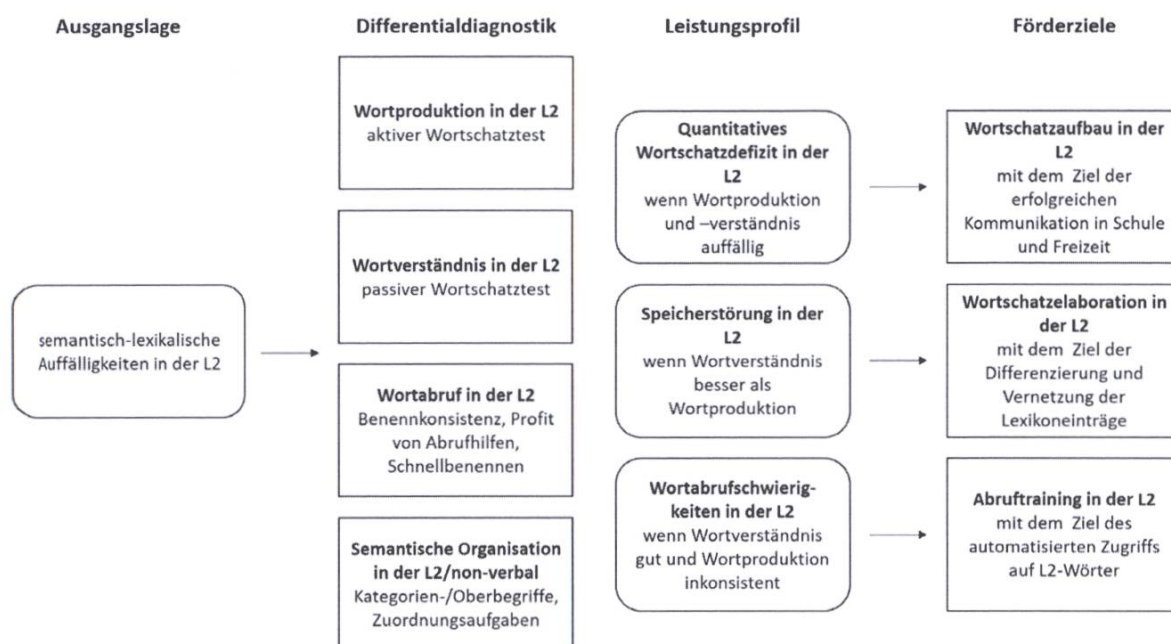 Ausgangslage
Differentialdiagnostik
Leistungsprofil
Förderziele
semantisch-lexikalische
Auffälligkeiten in der L2
Wortproduktion in der L2
aktiver Wortschatztest
Wortverständnis in der L2
passiver Wortschatztest
Wortabruf in der L2
Benennkonsistenz, Profit
von Abrufhilfen,
Schnellbenennen
Semantische Organisation
in der L2/non-verbal
Kategorien-/Oberbegriffe,
Zuordnungsaufgaben
Quantitatives
Wortschatzdefizit in der
L2
wenn Wortproduktion
und –verständnis
auffällig
Speicherstörung in der
L2
wenn Wortverständnis
besser als
Wortproduktion
Wortabrufschwierig-
keiten in der L2
wenn Wortverständnis
gut und Wortproduktion
inkonsistent
Wortschatzaufbau in der
L2
mit dem Ziel der
erfolgreichen
Kommunikation in Schule
und Freizeit
Wortschatzelaboration in
der L2
mit dem Ziel der
Differenzierung und
Vernetzung der
Lexikoneinträge
Abruftraining in der L2
mit dem Ziel des
automatisierten Zugriffs
auf L2-Wörter